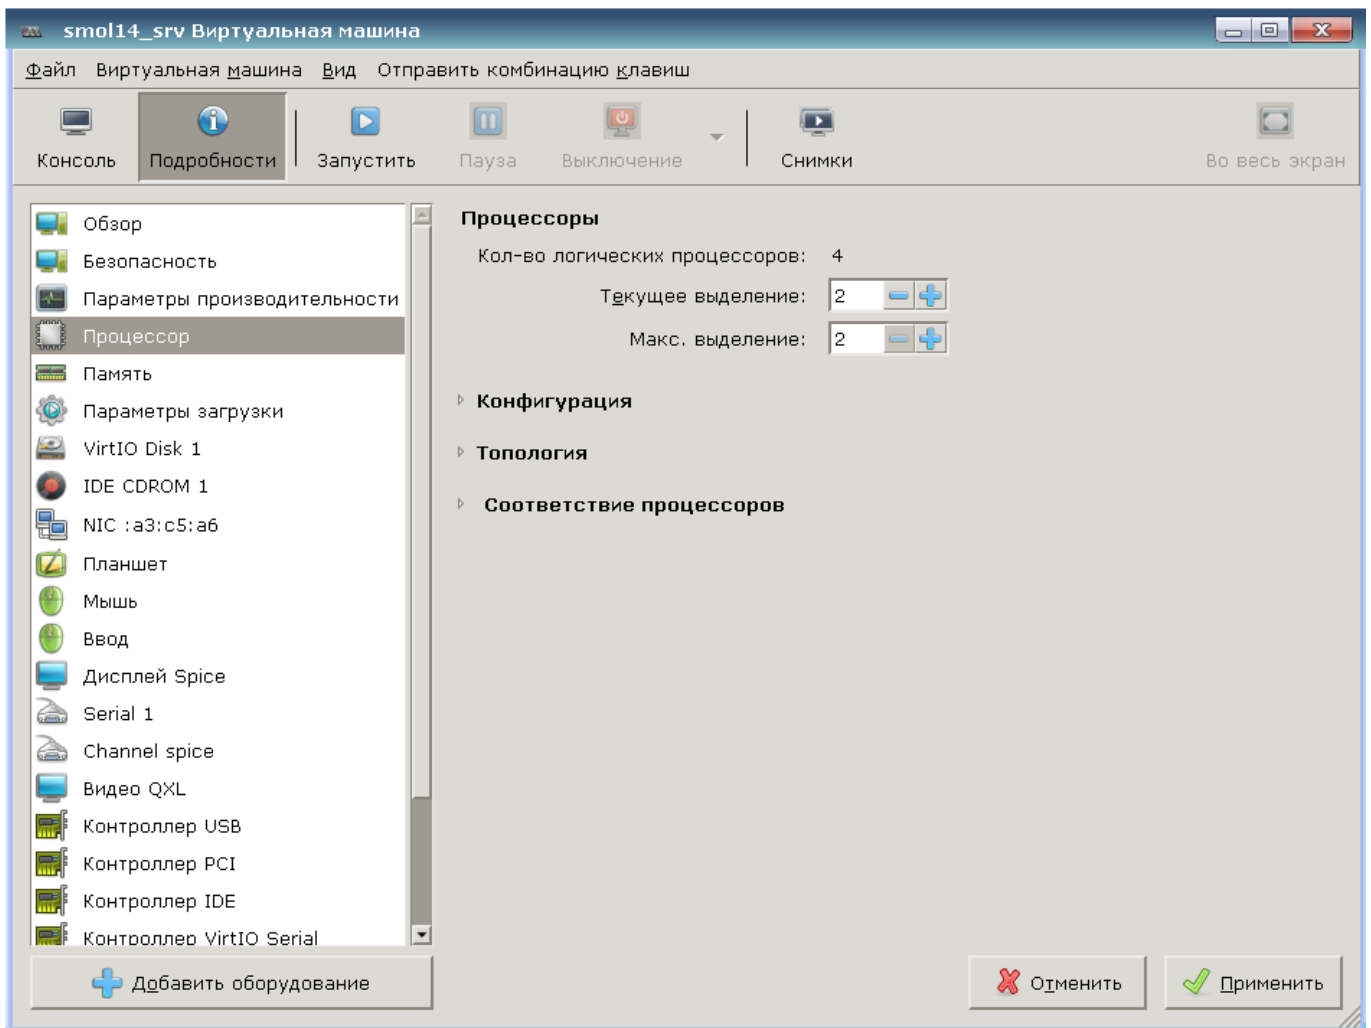 smol14_srv Виртуальная машина
Файл Виртуальная машина Вид Отправить комбинацию клавиш
Консоль Подробности Запустить Пауза Выключение Снимки Во весь экран
Обзор
Безопасность
Параметры производительности
Процессор
Память
Параметры загрузки
VirtIO Disk 1
IDE CDROM 1
NIC :a3:c5:a6
Планшет
Мышь
Ввод
Дисплей Spice
Serial 1
Channel spice
Видео QXL
Контроллер USB
Контроллер PCI
Контроллер IDE
Контроллер VirtIO Serial
Добавить оборудование
Процессоры
Кол-во логических процессоров: 4
Текущее выделение: 2
Макс. выделение: 2
Конфигурация
Топология
Соответствие процессоров
Отменить Применить